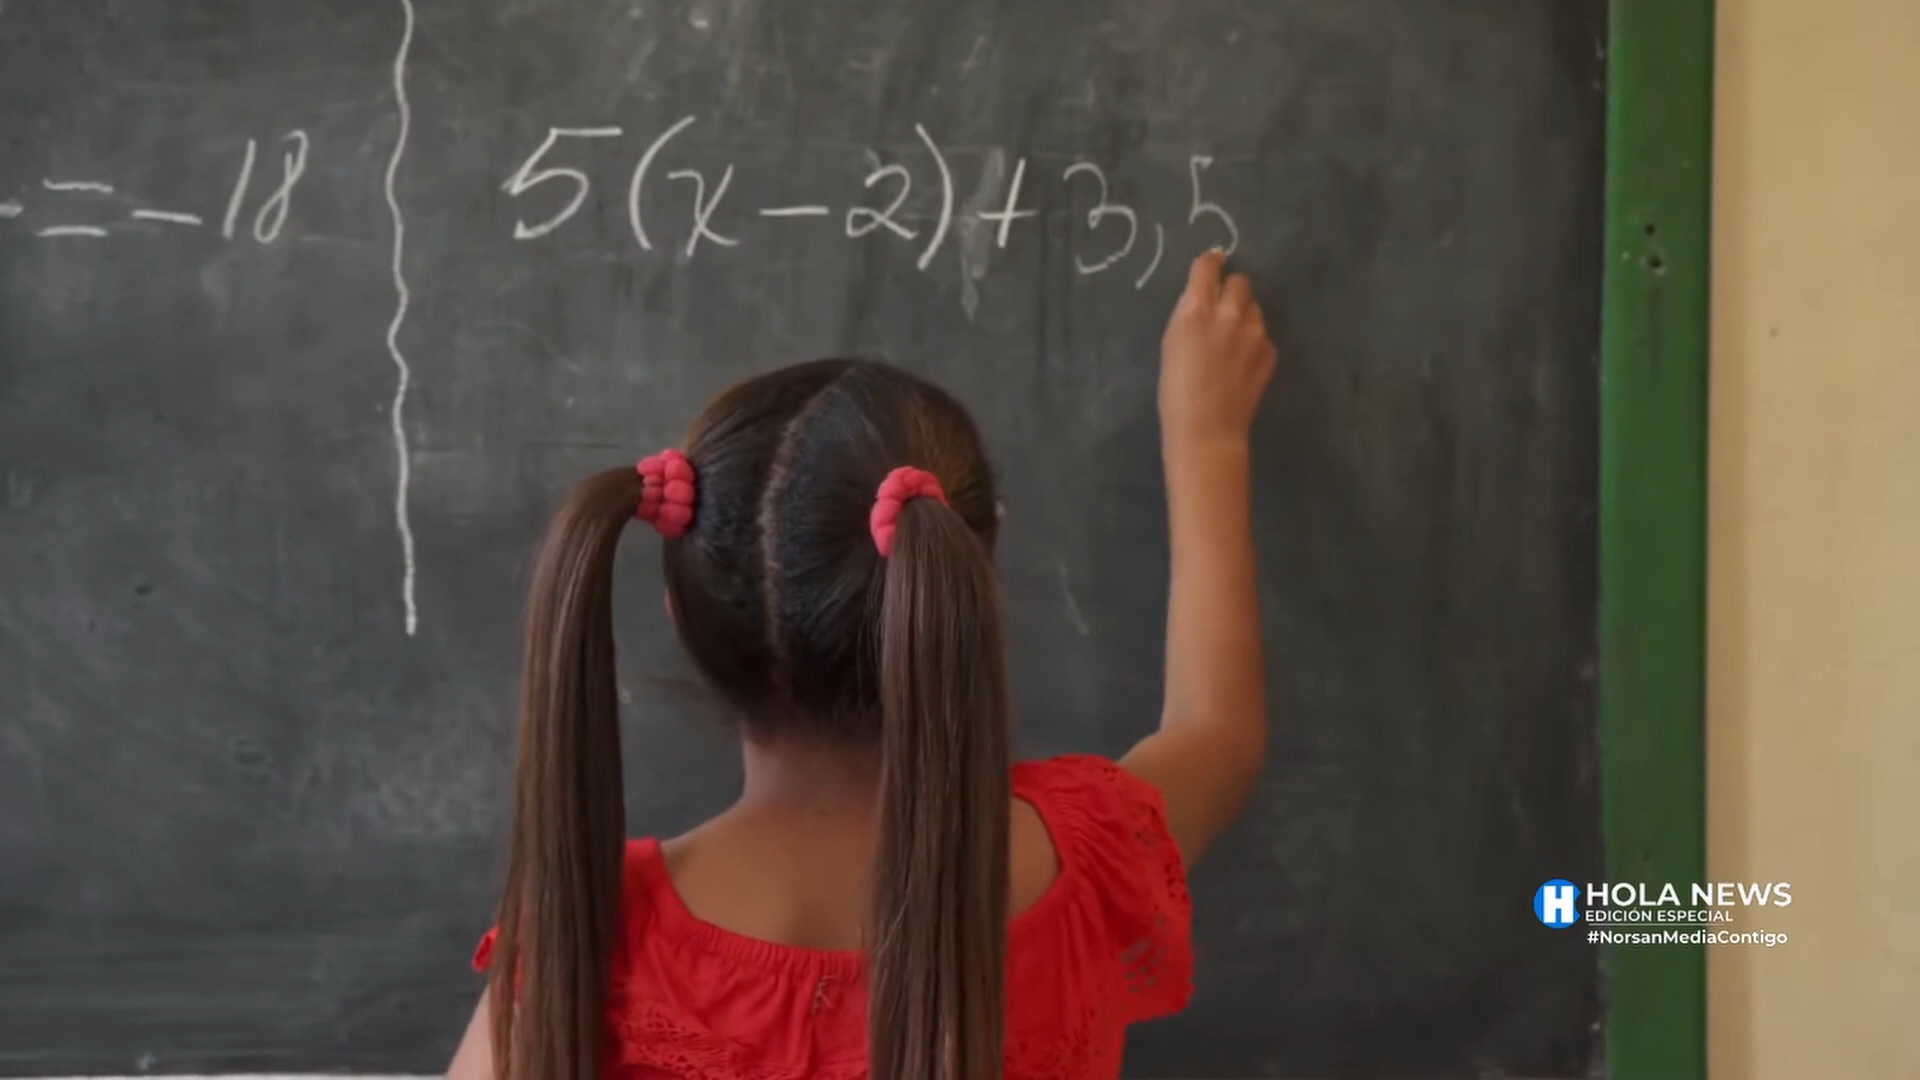 = -18
5(x-2)+3,5
HOLA NEWS
EDICIÓN ESPECIAL
#NorsanMediaContigo